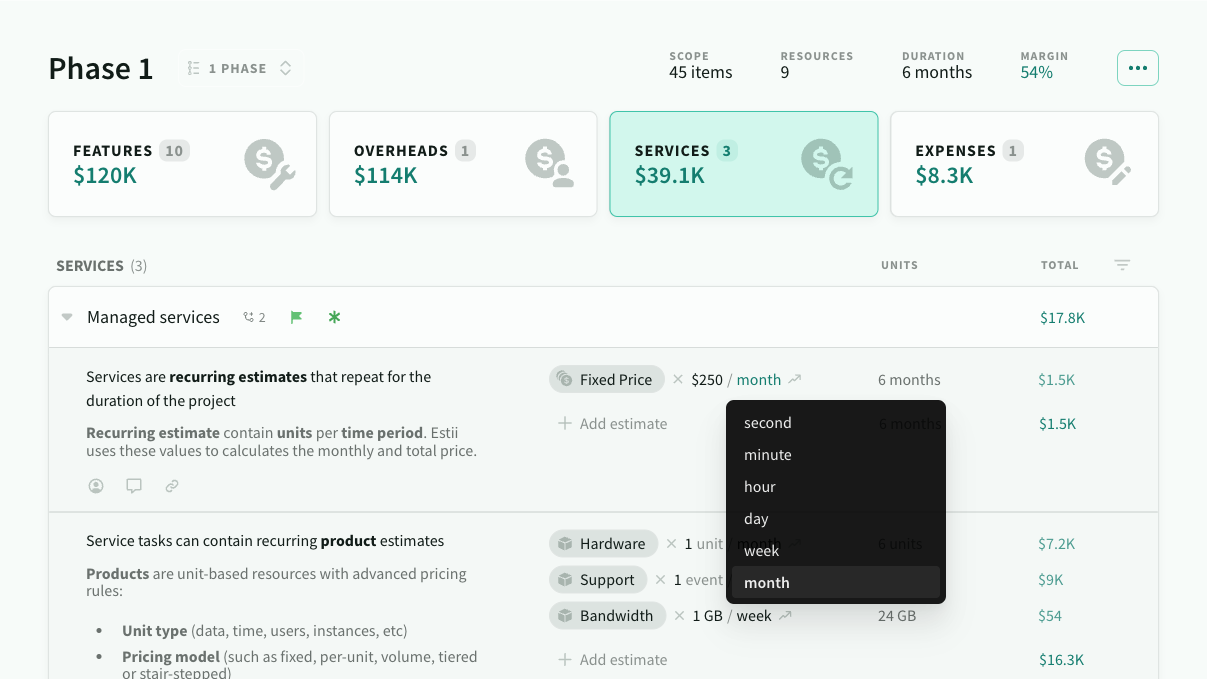 Phase 1
1 PHASE
SCOPE
45 items
RESOURCES
9
DURATION
6 months
MARGIN
54%
FEATURES 10
$120K
OVERHEADS 1
$114K
SERVICES 3
$39.1K
EXPENSES 1
$8.3K
SERVICES (3)
UNITS
TOTAL
Managed services 2
$17.8K
Services are recurring estimates that repeat for the
duration of the project
Recurring estimate contain units per time period. Estii
uses these values to calculates the monthly and total price.
Fixed Price × $250 / month
6 months
$1.5K
Add estimate
6 months
$1.5K
second
minute
hour
day
week
month
Service tasks can contain recurring product estimates
Products are unit-based resources with advanced pricing
rules:
• Unit type (data, time, users, instances, etc)
• Pricing model (such as fixed, per-unit, volume, tiered
or stair-stepped)
Hardware × 1 unit / month
6 units
$7.2K
Support × 1 event
$9K
Bandwidth × 1 GB / week
24 GB
$54
Add estimate
$16.3K